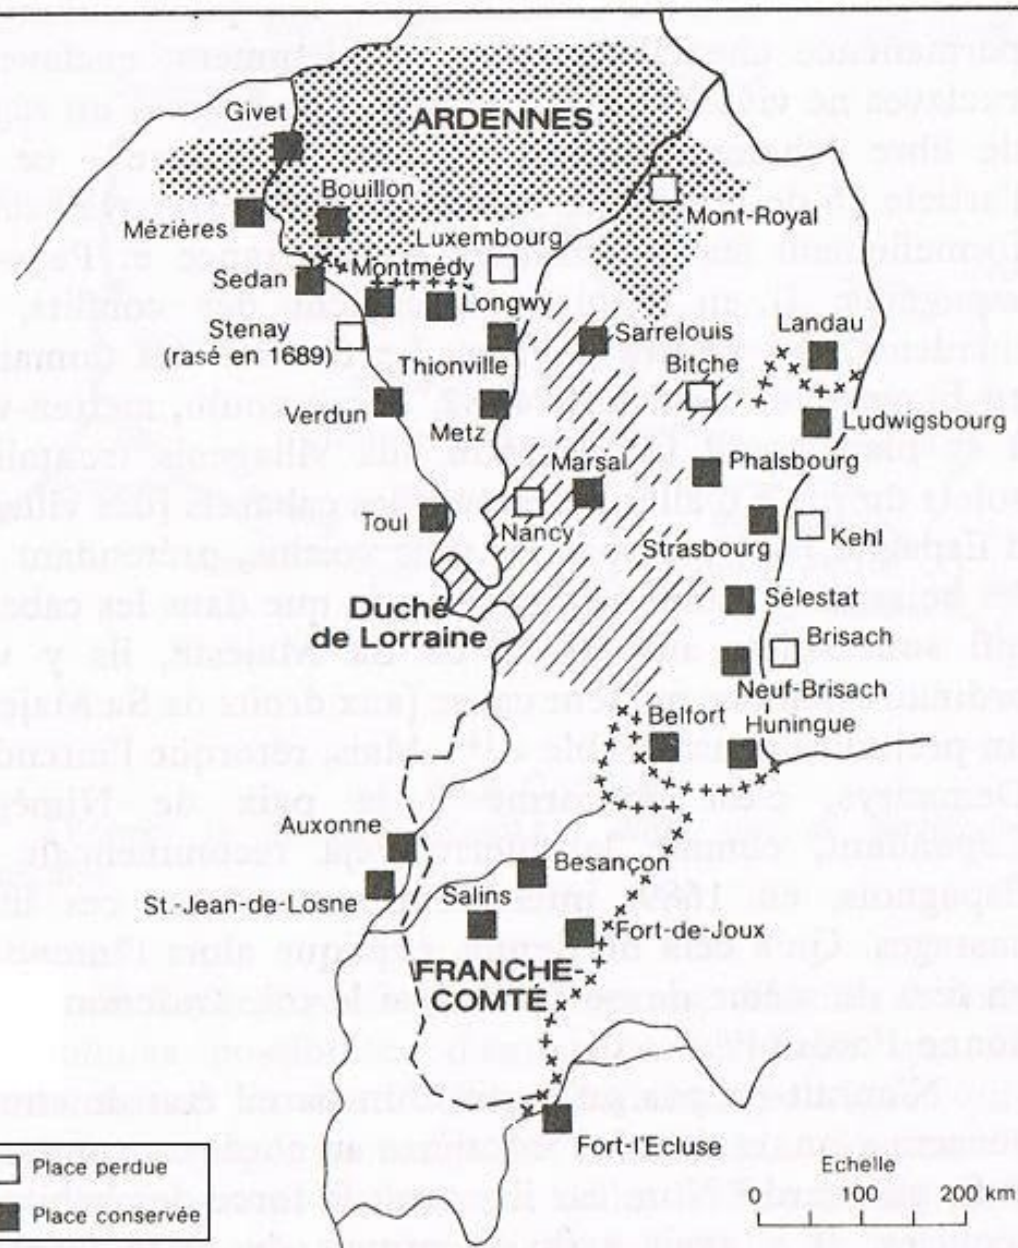 Givet
ARDENNES
Bouillon
Mont-Royal
Mézières
Luxembourg
Sedan
Montmédy
Longwy
Stenay
(rasé en 1689)
Sarrelouis
Landau
Thionville
Bitche
Verdun
Metz
Ludwigsbourg
Marsal
Phalsbourg
Toul
Nancy
Strasbourg
Kehl
Duché
de Lorraine
Sélestat
Brisach
Neuf-Brisach
Belfort
Huningue
Auxonne
Besançon
St.-Jean-de-Losne
Salins
Fort-de-Joux
FRANCHE-
COMTÉ
Fort-l'Ecluse
Place perdue
Place conservée
Echelle
0 100 200 km